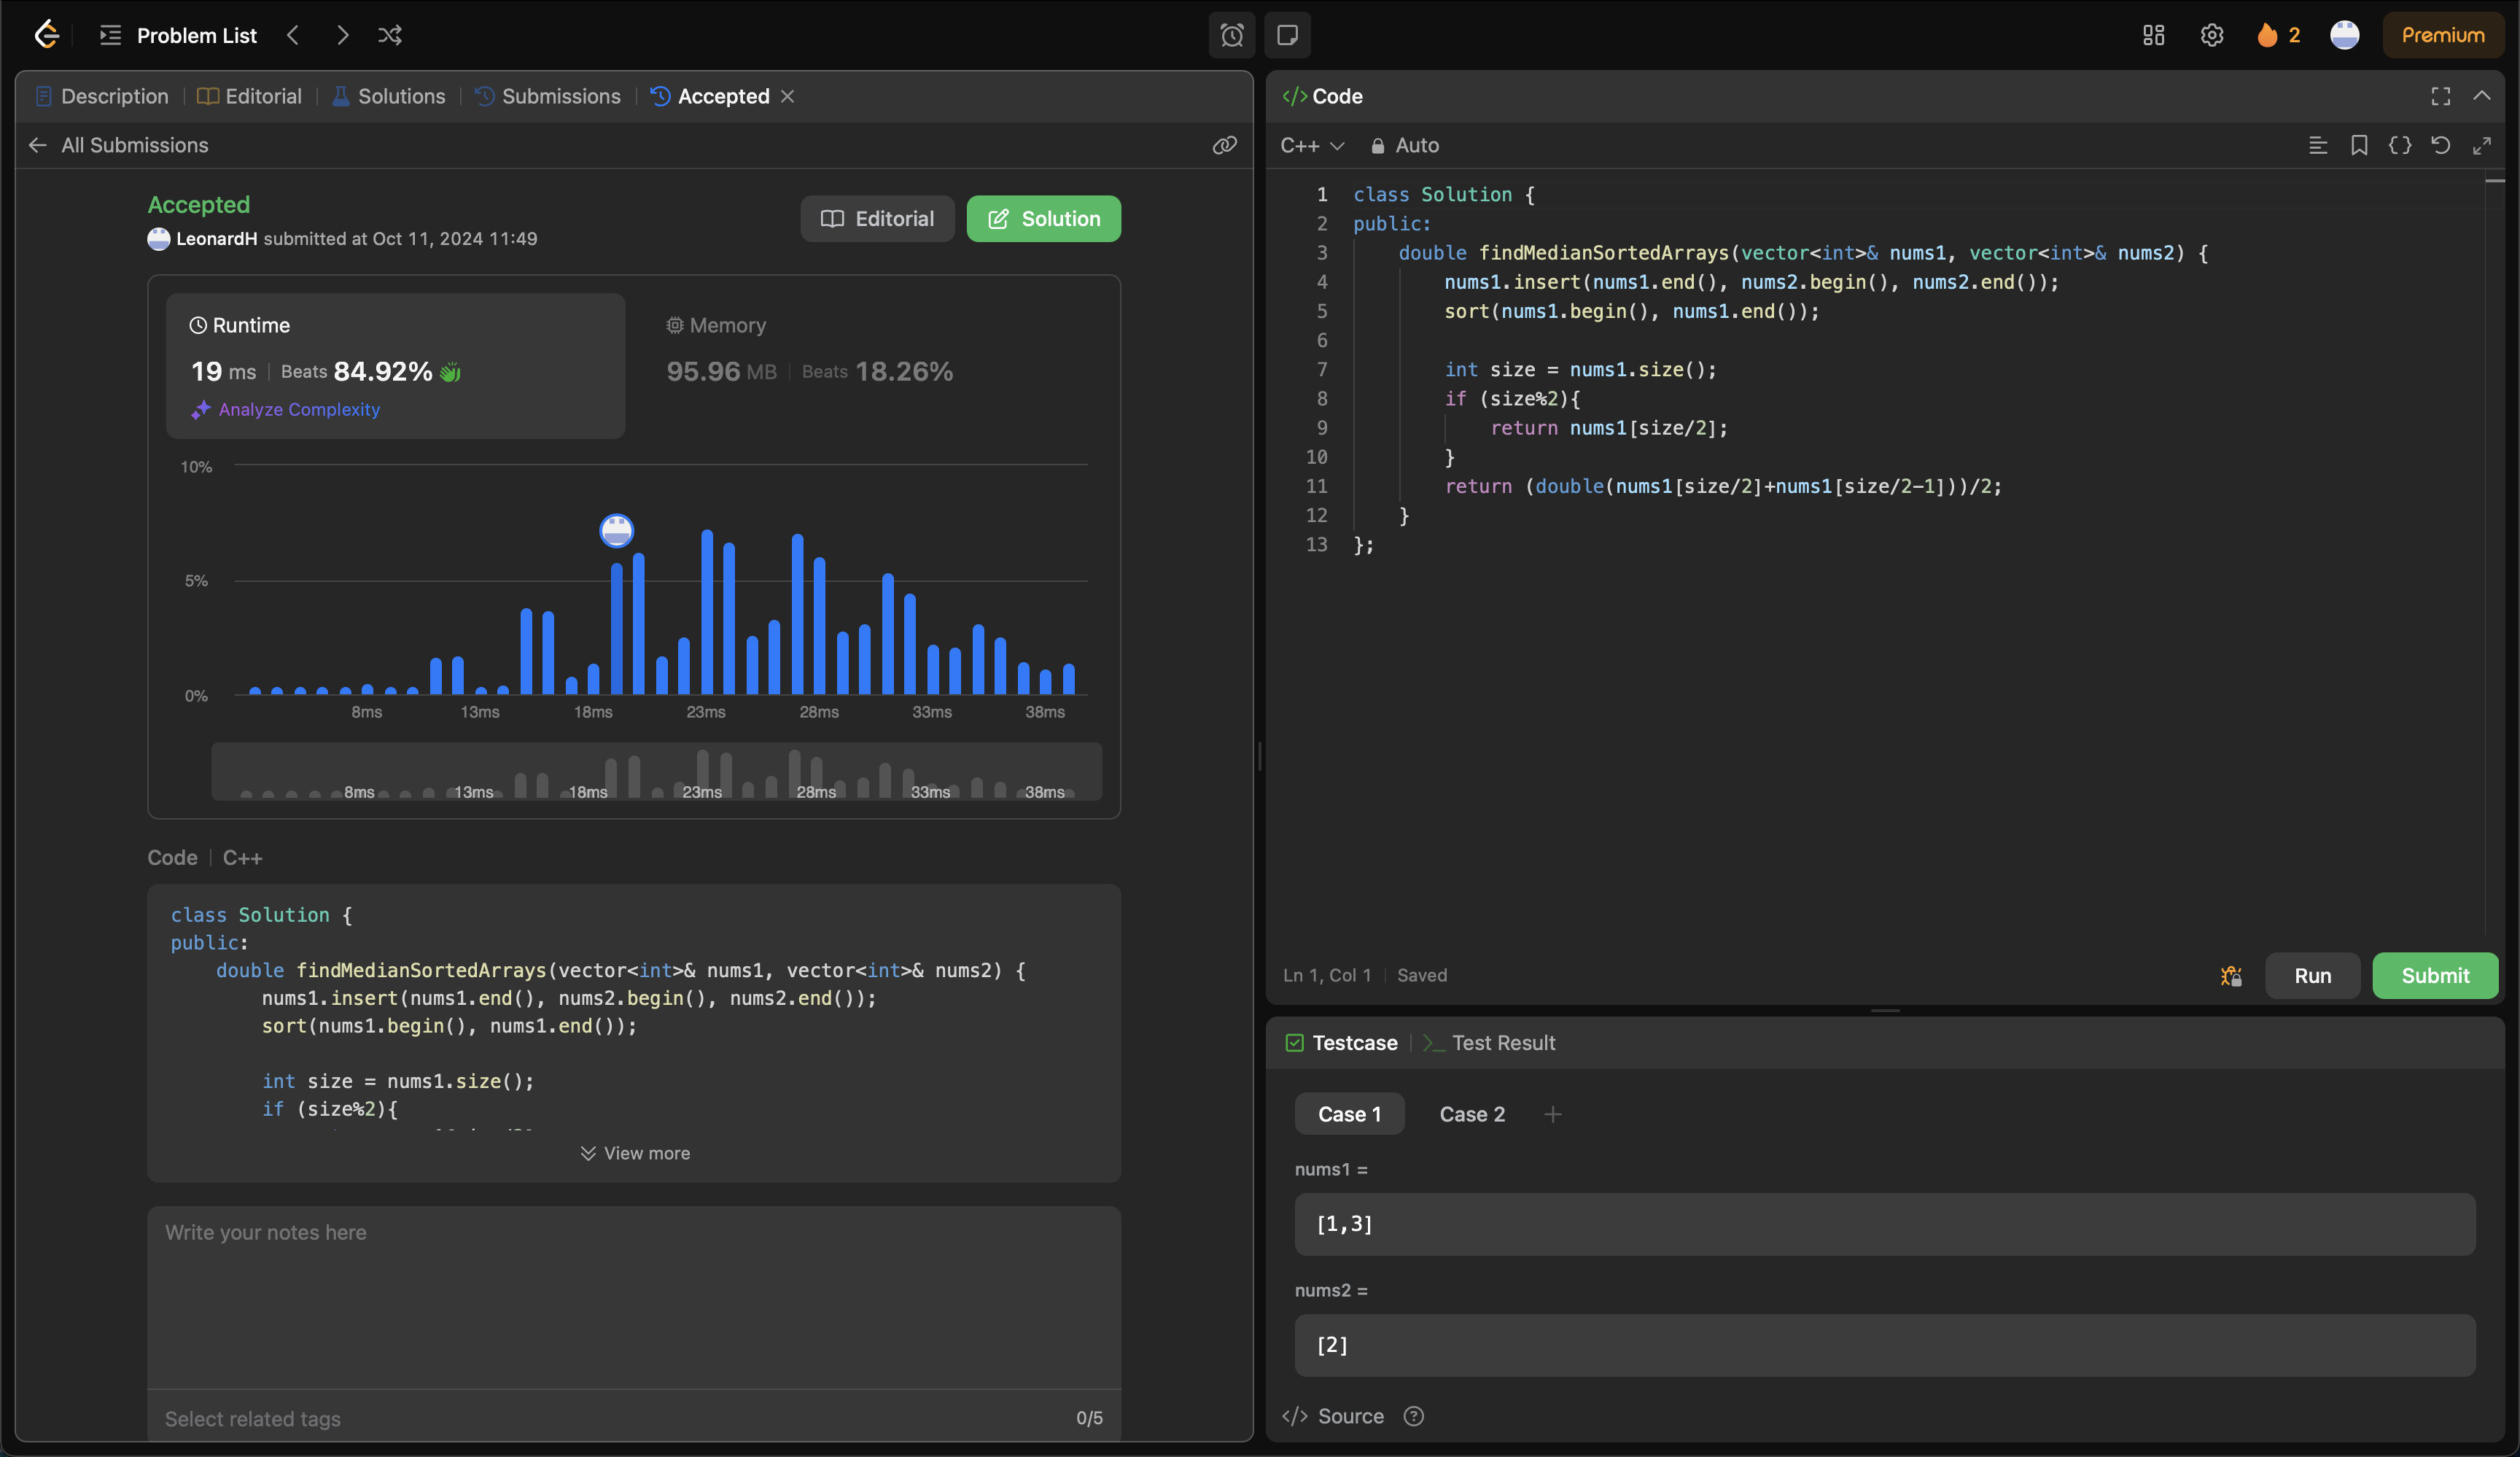 Problem List
2
Premium
Description
Editorial
Solutions
Submissions
Accepted
All Submissions
Accepted
LeonardH submitted at Oct 11, 2024 11:49
Editorial
Solution
Runtime
19 ms
Beats 84.92%
Analyze Complexity
Memory
95.96 MB
Beats 18.26%
10%
5%
0%
8ms 13ms 18ms 23ms 28ms 33ms 38ms
8ms 13ms 18ms 23ms 28ms 33ms 38ms
Code
C++
class Solution {
public:
    double findMedianSortedArrays(vector<int>& nums1, vector<int>& nums2) {
        nums1.insert(nums1.end(), nums2.begin(), nums2.end());
        sort(nums1.begin(), nums1.end());
        int size = nums1.size();
        if (size%2){
View more
Write your notes here
Select related tags
0/5
Code
C++
Auto
1 class Solution {
2 public:
3     double findMedianSortedArrays(vector<int>& nums1, vector<int>& nums2) {
4         nums1.insert(nums1.end(), nums2.begin(), nums2.end());
5         sort(nums1.begin(), nums1.end());
6
7         int size = nums1.size();
8         if (size%2){
9             return nums1[size/2];
10         }
11         return (double(nums1[size/2]+nums1[size/2-1]))/2;
12     }
13 };
Ln 1, Col 1
Saved
Run
Submit
Testcase
Test Result
Case 1
Case 2
nums1 =
[1,3]
nums2 =
[2]
Source